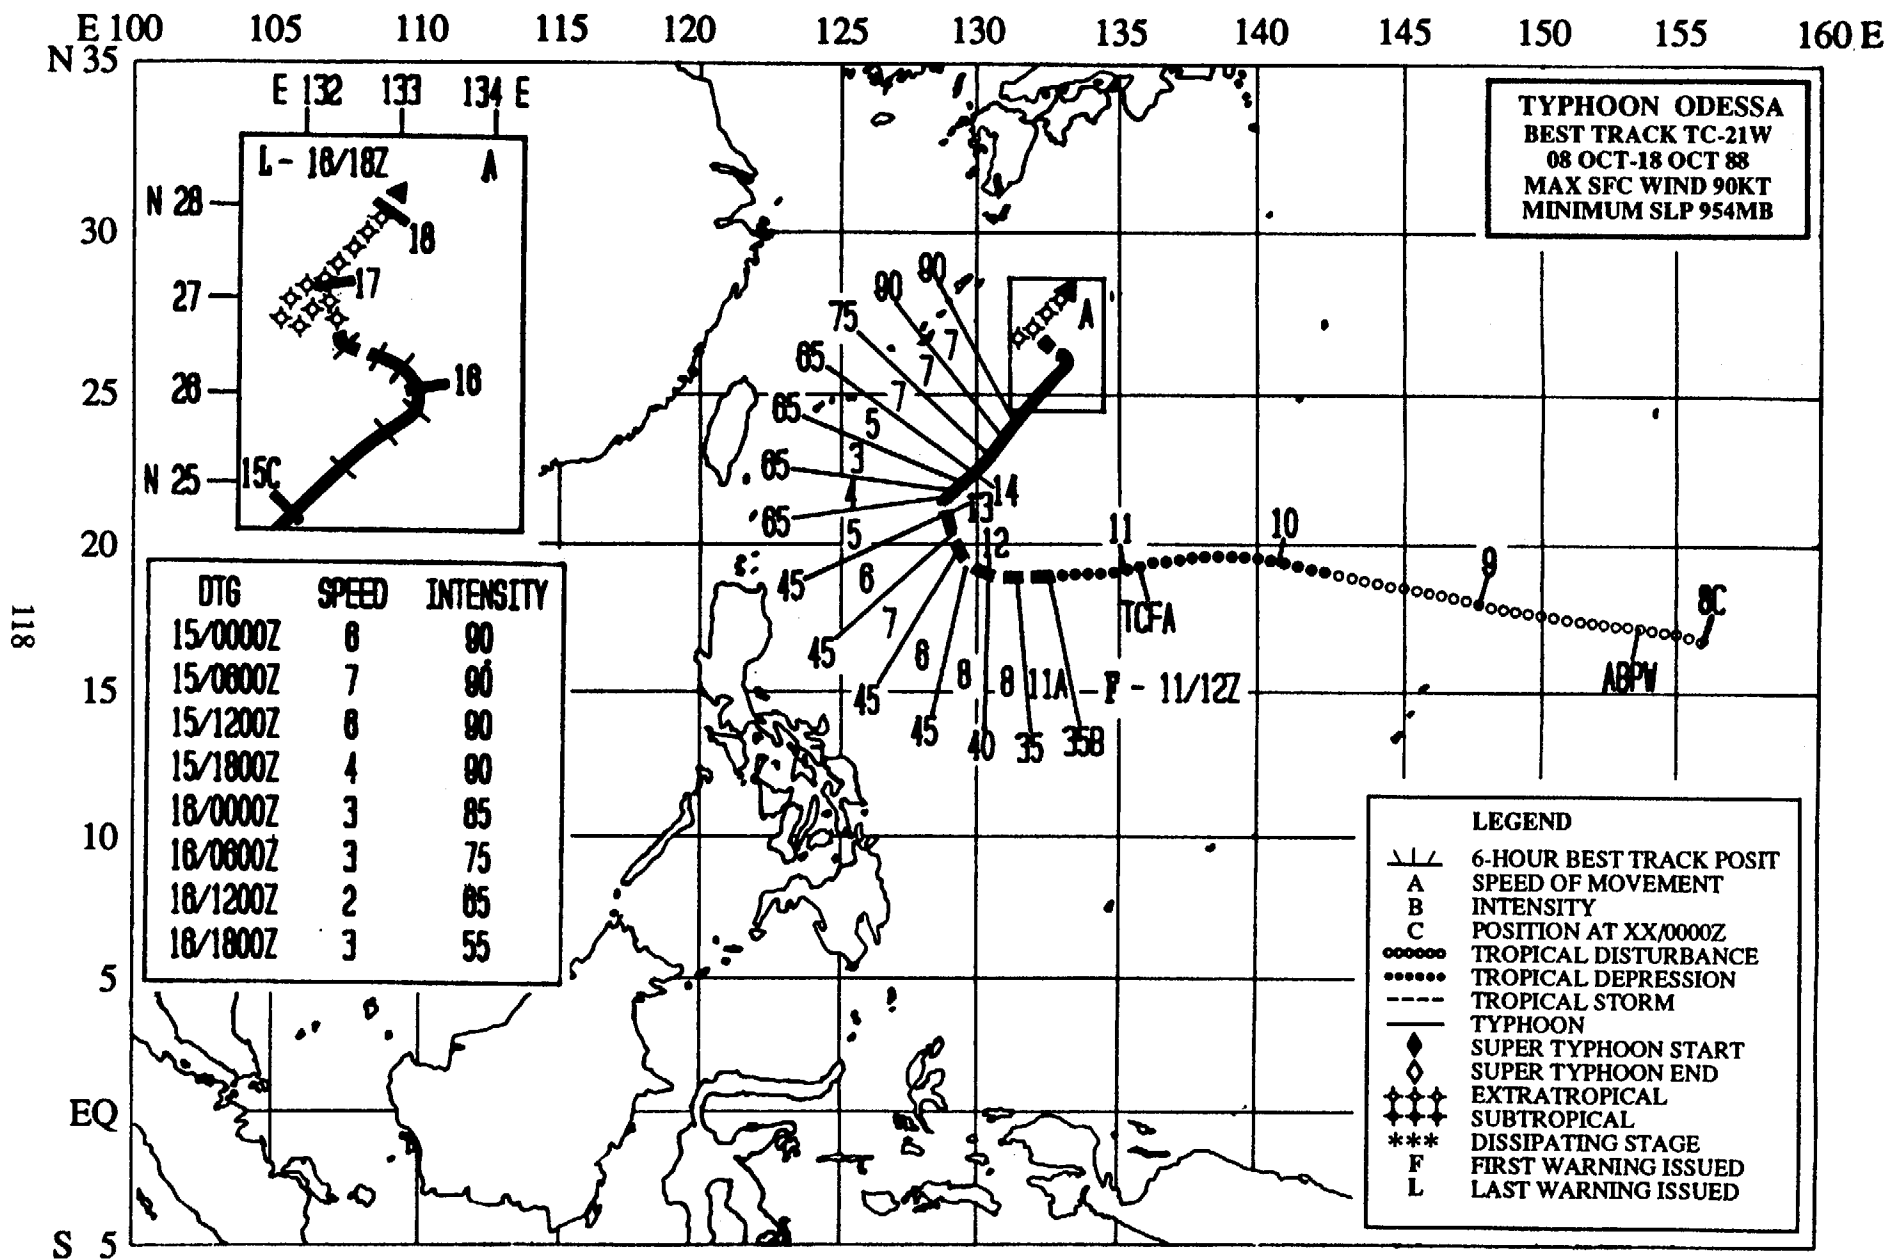 E 100 105 110 115 120 125 130 135 140 145 150 155 160 E
N 35
30
25
20
15
10
5
EQ
S 5
E 132 133 134 E
L - 16/18Z A
N 28
27
26
N 25
18
17
16
15C
TYPHOON ODESSA
BEST TRACK TC-21W
08 OCT-18 OCT 88
MAX SFC WIND 90KT
MINIMUM SLP 954MB
90
90
75
65
65
65
65
45
45
45
45
40
35
35B
7
7
7
5
3
4
5
6
7
6
8
8
11A
F - 11/12Z
A
14
13
12
11
10
9
8C
TCFA
ABPW
DTG SPEED INTENSITY
15/0000Z 6 90
15/0600Z 7 90
15/1200Z 6 90
15/1800Z 4 90
16/0000Z 3 85
16/0600Z 3 75
16/1200Z 2 65
16/1800Z 3 55
118
LEGEND
6-HOUR BEST TRACK POSIT
A SPEED OF MOVEMENT
B INTENSITY
C POSITION AT XX/0000Z
TROPICAL DISTURBANCE
TROPICAL DEPRESSION
TROPICAL STORM
TYPHOON
SUPER TYPHOON START
SUPER TYPHOON END
EXTRATROPICAL
SUBTROPICAL
*** DISSIPATING STAGE
F FIRST WARNING ISSUED
L LAST WARNING ISSUED